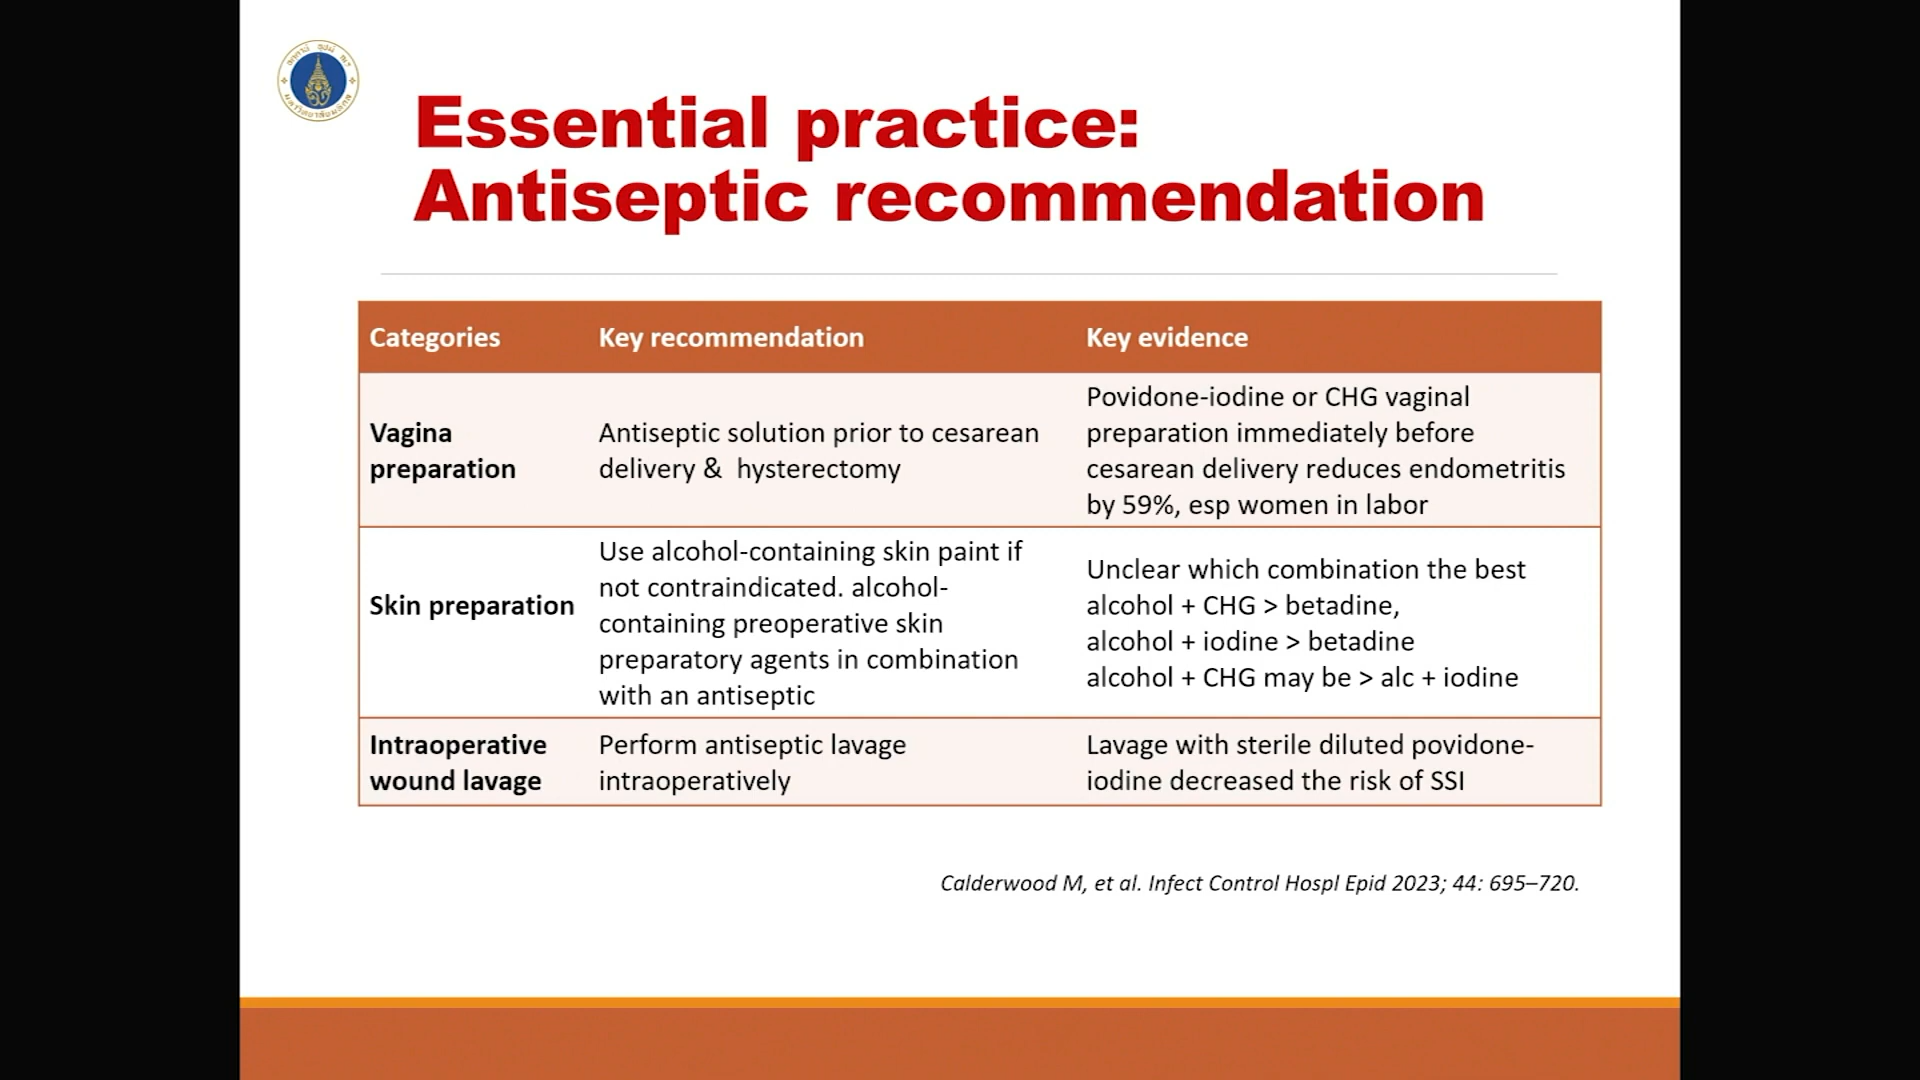 Essential practice:
Antiseptic recommendation
Categories
Key recommendation
Key evidence
Vagina
preparation
Antiseptic solution prior to cesarean
delivery &  hysterectomy
Povidone-iodine or CHG vaginal
preparation immediately before
cesarean delivery reduces endometritis
by 59%, esp women in labor
Skin preparation
Use alcohol-containing skin paint if
not contraindicated. alcohol-
containing preoperative skin
preparatory agents in combination
with an antiseptic
Unclear which combination the best
alcohol + CHG > betadine,
alcohol + iodine > betadine
alcohol + CHG may be > alc + iodine
Intraoperative
wound lavage
Perform antiseptic lavage
intraoperatively
Lavage with sterile diluted povidone-
iodine decreased the risk of SSI
Calderwood M, et al. Infect Control Hospl Epid 2023; 44: 695–720.